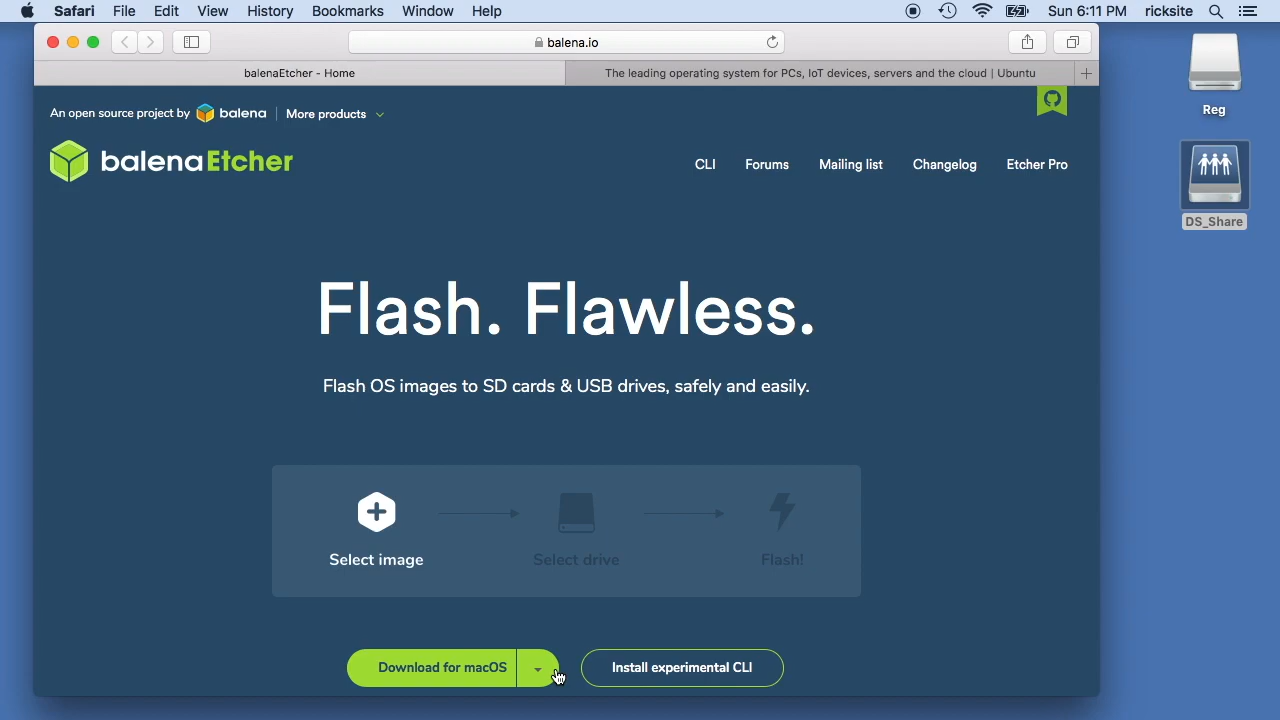 Safari File Edit View History Bookmarks Window Help Sun 6:11 PM ricksite
balena.io
balenaEtcher - Home The leading operating system for PCs, IoT devices, servers and the cloud | Ubuntu
Reg
An open source project by balena More products
balenaEtcher
CLI Forums Mailing list Changelog Etcher Pro
DS_Share
Flash. Flawless.
Flash OS images to SD cards & USB drives, safely and easily.
Select image Select drive Flash!
Download for macOS Install experimental CLI